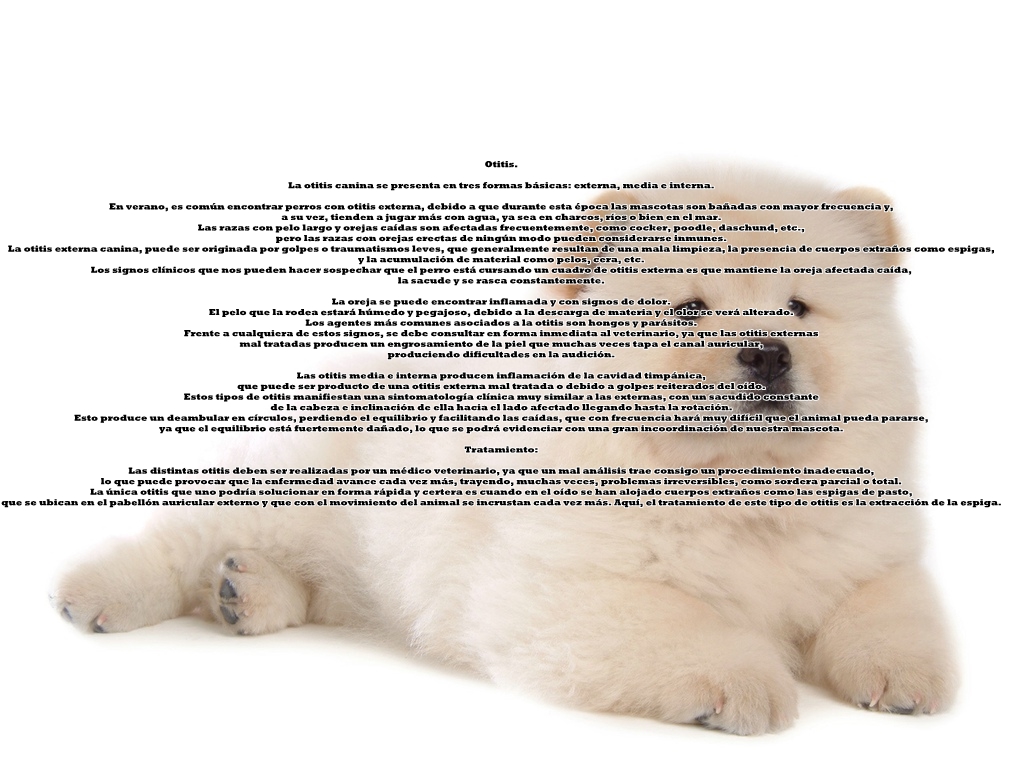 Otitis.
La otitis canina se presenta en tres formas básicas: externa, media e interna.
En verano, es común encontrar perros con otitis externa, debido a que durante esta época las mascotas son bañadas con mayor frecuencia y,
a su vez, tienden a jugar más con agua, ya sea en charcos, ríos o bien en el mar.
Las razas con pelo largo y orejas caídas son afectadas frecuentemente, como cocker, poodle, daschund, etc.,
pero las razas con orejas erectas de ningún modo pueden considerarse inmunes.
La otitis externa canina, puede ser originada por golpes o traumatismos leves, que generalmente resultan de una mala limpieza, la presencia de cuerpos extraños como espigas,
y la acumulación de material como pelos, cera, etc.
Los signos clínicos que nos pueden hacer sospechar que el perro está cursando un cuadro de otitis externa es que mantiene la oreja afectada caída,
la sacude y se rasca constantemente.
La oreja se puede encontrar inflamada y con signos de dolor.
El pelo que la rodea estará húmedo y pegajoso, debido a la descarga de materia y el olor se verá alterado.
Los agentes más comunes asociados a la otitis son hongos y parásitos.
Frente a cualquiera de estos signos, se debe consultar en forma inmediata al veterinario, ya que las otitis externas
mal tratadas producen un engrosamiento de la piel que muchas veces tapa el canal auricular,
produciendo dificultades en la audición.
Las otitis media e interna producen inflamación de la cavidad timpánica,
que puede ser producto de una otitis externa mal tratada o debido a golpes reiterados del oído.
Estos tipos de otitis manifiestan una sintomatología clínica muy similar a las externas, con un sacudido constante
de la cabeza e inclinación de ella hacia el lado afectado llegando hasta la rotación.
Esto produce un deambular en círculos, perdiendo el equilibrio y facilitando las caídas, que con frecuencia hará muy difícil que el animal pueda pararse,
ya que el equilibrio está fuertemente dañado, lo que se podrá evidenciar con una gran incoordinación de nuestra mascota.
Tratamiento:
Las distintas otitis deben ser realizadas por un médico veterinario, ya que un mal análisis trae consigo un procedimiento inadecuado,
lo que puede provocar que la enfermedad avance cada vez más, trayendo, muchas veces, problemas irreversibles, como sordera parcial o total.
La única otitis que uno podría solucionar en forma rápida y certera es cuando en el oído se han alojado cuerpos extraños como las espigas de pasto,
que se ubican en el pabellón auricular externo y que con el movimiento del animal se incrustan cada vez más. Aquí, el tratamiento de este tipo de otitis es la extracción de la espiga.